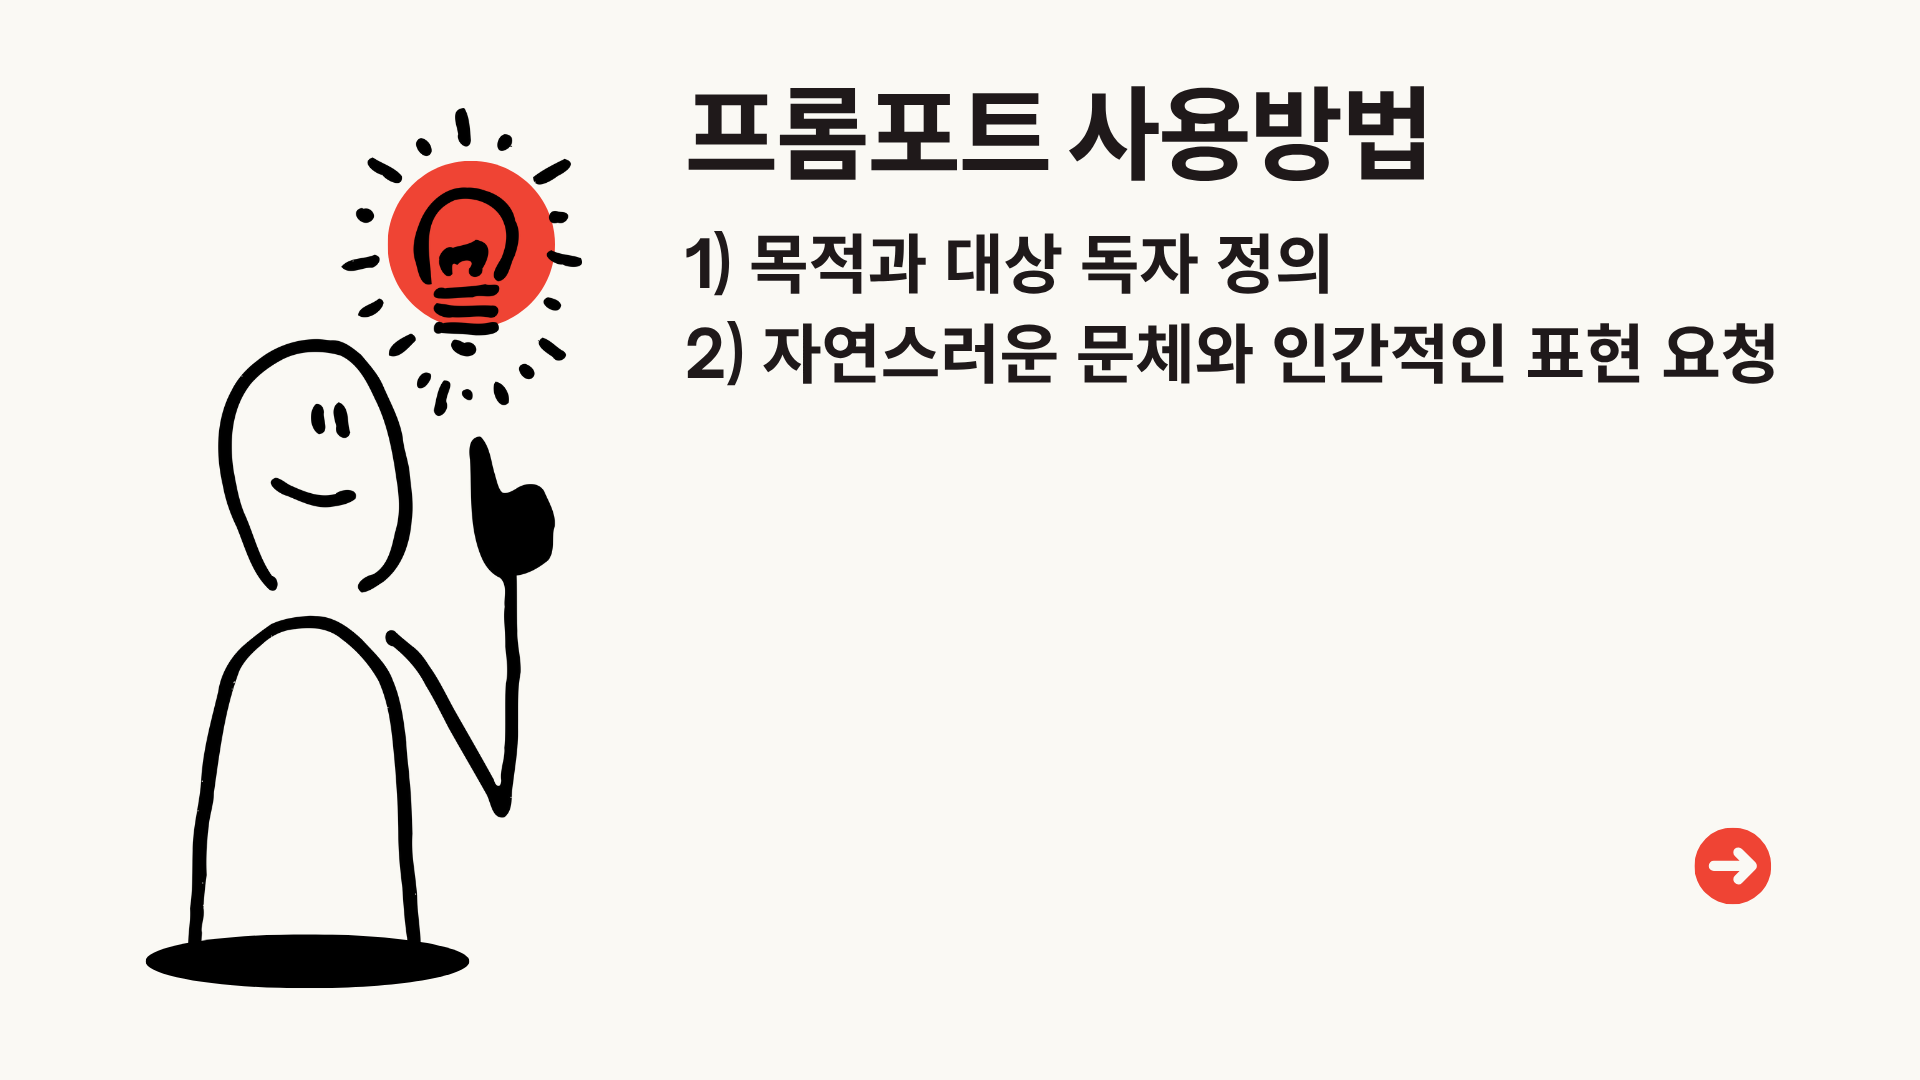 프롬포트 사용방법
1) 목적과 대상 독자 정의
2) 자연스러운 문체와 인간적인 표현 요청